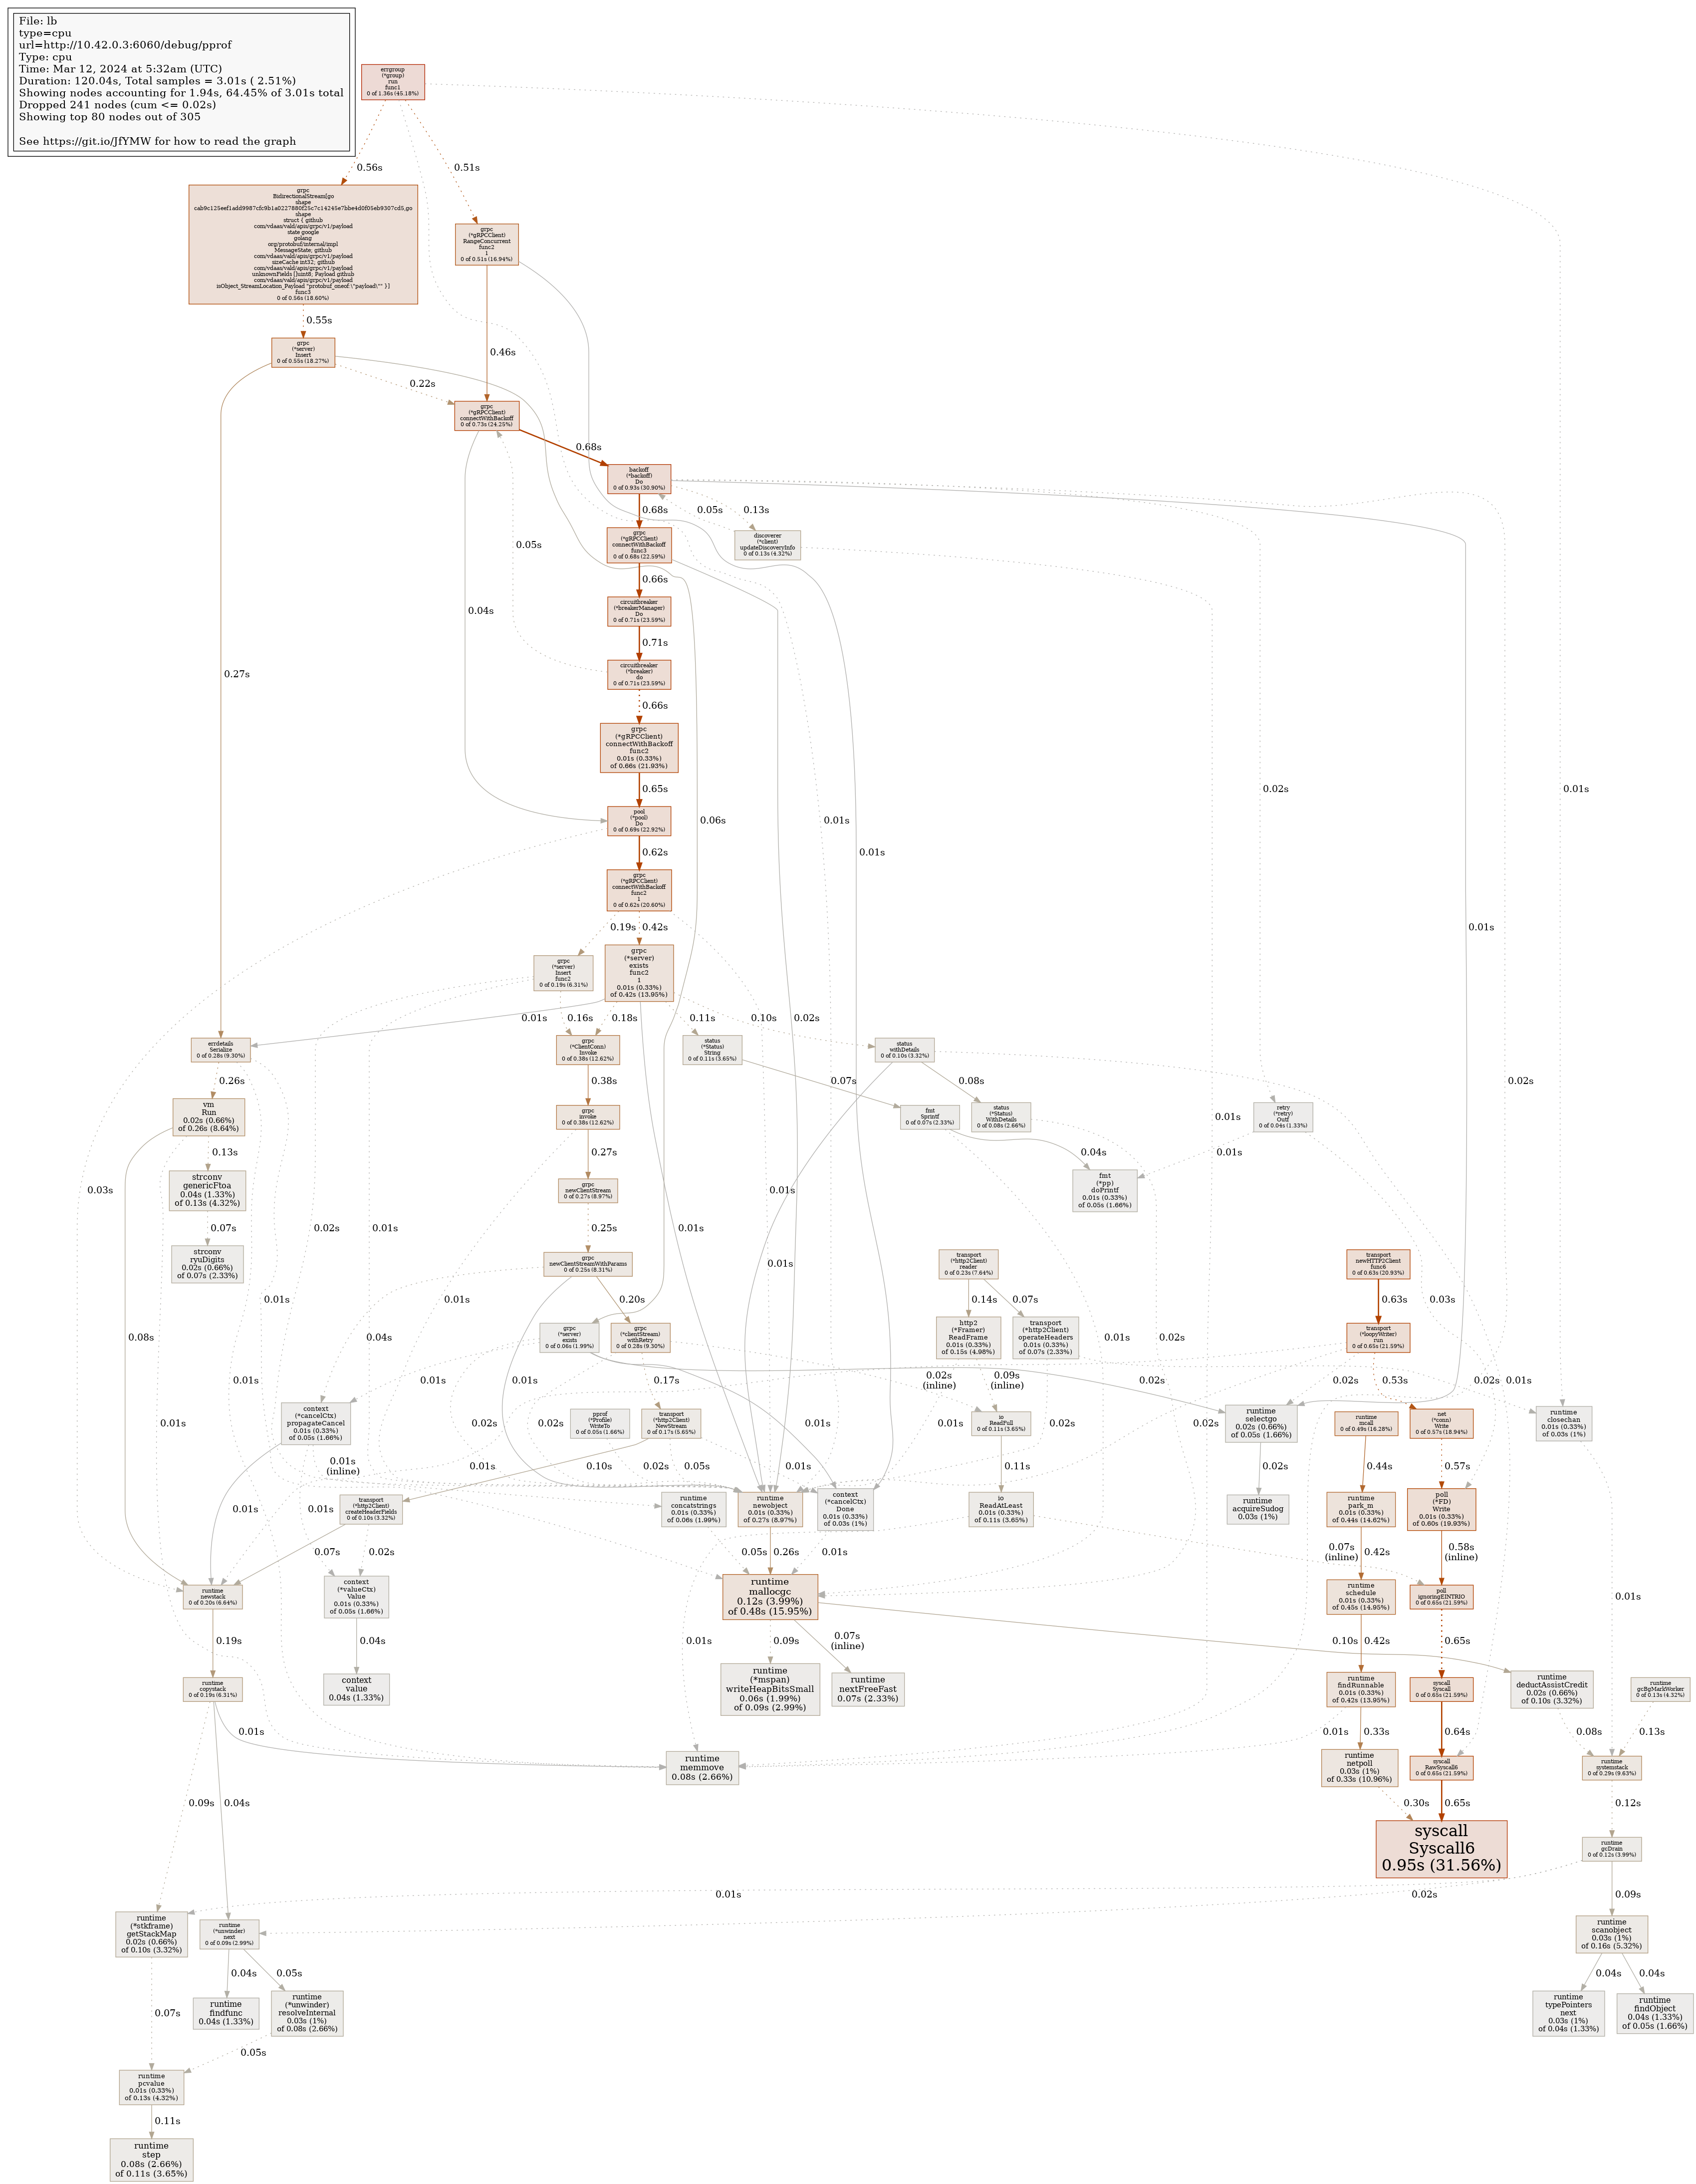 File: lb
type=cpu
url=http://10.42.0.3:6060/debug/pprof
Type: cpu
Time: Mar 12, 2024 at 5:32am (UTC)
Duration: 120.04s, Total samples = 3.01s ( 2.51%)
Showing nodes accounting for 1.94s, 64.45% of 3.01s total
Dropped 241 nodes (cum <= 0.02s)
Showing top 80 nodes out of 305
See https://git.io/JfYMW for how to read the graph
errgroup
(*group)
run
func1
0 of 1.36s (45.18%)
0.56s
0.51s
grpc
BidirectionalStream[go
shape
shape
struct { github
com/vdaas/vald/apis/grpc/v1/payload
state google
golang
org/protobuf/internal/impl
MessageState; github
com/vdaas/vald/apis/grpc/v1/payload
sizeCache int32; github
com/vdaas/vald/apis/grpc/v1/payload
unknownFields []uint8; Payload github
com/vdaas/vald/apis/grpc/v1/payload
isObject_StreamLocation_Payload "protobuf_oneof:\"payload\"" }]
func3
0 of 0.56s (18.60%)
grpc
(*gRPCClient)
RangeConcurrent
func2
1
0 of 0.51s (16.94%)
0.55s
grpc
(*server)
Insert
0 of 0.55s (18.27%)
0.46s
0.22s
grpc
(*gRPCClient)
connectWithBackoff
0 of 0.73s (24.25%)
0.68s
backoff
(*backoff)
Do
0 of 0.93s (30.90%)
0.68s
0.05s
0.13s
grpc
(*gRPCClient)
connectWithBackoff
func3
0 of 0.68s (22.59%)
discoverer
(*client)
updateDiscoveryInfo
0 of 0.13s (4.32%)
0.05s
0.66s
0.04s
circuitbreaker
(*breakerManager)
Do
0 of 0.71s (23.59%)
0.71s
circuitbreaker
(*breaker)
do
0 of 0.71s (23.59%)
0.27s
0.66s
grpc
(*gRPCClient)
connectWithBackoff
func2
0.01s (0.33%)
of 0.66s (21.93%)
0.65s
0.02s
0.01s
pool
(*pool)
Do
0 of 0.69s (22.92%)
0.06s
0.01s
0.62s
0.01s
grpc
(*gRPCClient)
connectWithBackoff
func2
1
0 of 0.62s (20.60%)
0.19s
0.42s
0.01s
grpc
(*server)
Insert
func2
0 of 0.19s (6.31%)
grpc
(*server)
exists
func2
1
0.01s (0.33%)
of 0.42s (13.95%)
0.01s
0.16s
0.18s
0.11s
0.10s
0.02s
errdetails
Serialize
0 of 0.28s (9.30%)
grpc
(*ClientConn)
Invoke
0 of 0.38s (12.62%)
status
(*Status)
String
0 of 0.11s (3.65%)
status
withDetails
0 of 0.10s (3.32%)
0.26s
0.38s
0.07s
0.08s
0.02s
vm
Run
0.02s (0.66%)
of 0.26s (8.64%)
grpc
invoke
0 of 0.38s (12.62%)
fmt
Sprintf
0 of 0.07s (2.33%)
status
(*Status)
WithDetails
0 of 0.08s (2.66%)
0.01s
retry
(*retry)
Outf
0 of 0.04s (1.33%)
0.13s
0.27s
0.04s
0.01s
strconv
genericFtoa
0.04s (1.33%)
of 0.13s (4.32%)
grpc
newClientStream
0 of 0.27s (8.97%)
fmt
(*pp)
doPrintf
0.01s (0.33%)
of 0.05s (1.66%)
0.03s
0.01s
0.07s
0.02s
0.01s
0.25s
0.01s
strconv
ryuDigits
0.02s (0.66%)
of 0.07s (2.33%)
grpc
newClientStreamWithParams
0 of 0.25s (8.31%)
0.01s
transport
(*http2Client)
reader
0 of 0.23s (7.64%)
transport
newHTTP2Client
func6
0 of 0.63s (20.93%)
0.01s
0.01s
0.20s
0.14s
0.07s
0.63s
0.03s
0.08s
0.04s
grpc
(*server)
exists
0 of 0.06s (1.99%)
grpc
(*clientStream)
withRetry
0 of 0.28s (9.30%)
http2
(*Framer)
ReadFrame
0.01s (0.33%)
of 0.15s (4.98%)
transport
(*http2Client)
operateHeaders
0.01s (0.33%)
of 0.07s (2.33%)
0.01s
0.02s
transport
(*loopyWriter)
run
0 of 0.65s (21.59%)
0.01s
0.01s
0.01s
0.17s
0.02s
(inline)
0.09s
(inline)
0.02s
0.02s
0.53s
0.02s
0.01s
0.01s
context
(*cancelCtx)
propagateCancel
0.01s (0.33%)
of 0.05s (1.66%)
0.02s
0.02s
pprof
(*Profile)
WriteTo
0 of 0.05s (1.66%)
transport
(*http2Client)
NewStream
0 of 0.17s (5.65%)
0.01s
0.01s
io
ReadFull
0 of 0.11s (3.65%)
0.02s
0.02s
runtime
selectgo
0.02s (0.66%)
of 0.05s (1.66%)
runtime
mcall
0 of 0.49s (16.28%)
net
(*conn)
Write
0 of 0.57s (18.94%)
runtime
closechan
0.01s (0.33%)
of 0.03s (1%)
0.01s
(inline)
0.01s
0.10s
0.02s
0.05s
0.01s
0.11s
0.02s
0.44s
0.57s
0.01s
0.01s
transport
(*http2Client)
createHeaderFields
0 of 0.10s (3.32%)
runtime
concatstrings
0.01s (0.33%)
of 0.06s (1.99%)
runtime
newobject
0.01s (0.33%)
of 0.27s (8.97%)
context
(*cancelCtx)
Done
0.01s (0.33%)
of 0.03s (1%)
io
ReadAtLeast
0.01s (0.33%)
of 0.11s (3.65%)
runtime
acquireSudog
0.03s (1%)
runtime
park_m
0.01s (0.33%)
of 0.44s (14.62%)
poll
(*FD)
Write
0.01s (0.33%)
of 0.60s (19.93%)
0.07s
0.02s
0.05s
0.26s
0.01s
0.07s
(inline)
0.42s
0.58s
(inline)
runtime
newstack
0 of 0.20s (6.64%)
context
(*valueCtx)
Value
0.01s (0.33%)
of 0.05s (1.66%)
runtime
mallocgc
0.12s (3.99%)
of 0.48s (15.95%)
runtime
schedule
0.01s (0.33%)
of 0.45s (14.95%)
poll
ignoringEINTRIO
0 of 0.65s (21.59%)
0.01s
0.19s
0.04s
0.01s
0.09s
0.07s
(inline)
0.10s
0.42s
0.65s
runtime
copystack
0 of 0.19s (6.31%)
context
value
0.04s (1.33%)
runtime
(*mspan)
writeHeapBitsSmall
0.06s (1.99%)
of 0.09s (2.99%)
runtime
nextFreeFast
0.07s (2.33%)
runtime
findRunnable
0.01s (0.33%)
of 0.42s (13.95%)
syscall
Syscall
0 of 0.65s (21.59%)
runtime
deductAssistCredit
0.02s (0.66%)
of 0.10s (3.32%)
runtime
gcBgMarkWorker
0 of 0.13s (4.32%)
0.01s
0.01s
0.33s
0.64s
0.08s
0.13s
runtime
memmove
0.08s (2.66%)
runtime
netpoll
0.03s (1%)
of 0.33s (10.96%)
syscall
RawSyscall6
0 of 0.65s (21.59%)
runtime
systemstack
0 of 0.29s (9.63%)
0.09s
0.04s
0.30s
0.65s
0.12s
syscall
Syscall6
0.95s (31.56%)
runtime
gcDrain
0 of 0.12s (3.99%)
0.01s
0.02s
0.09s
runtime
(*stkframe)
getStackMap
0.02s (0.66%)
of 0.10s (3.32%)
runtime
(*unwinder)
next
0 of 0.09s (2.99%)
runtime
scanobject
0.03s (1%)
of 0.16s (5.32%)
0.04s
0.05s
0.04s
0.04s
0.07s
runtime
findfunc
0.04s (1.33%)
runtime
(*unwinder)
resolveInternal
0.03s (1%)
of 0.08s (2.66%)
runtime
typePointers
next
0.03s (1%)
of 0.04s (1.33%)
runtime
findObject
0.04s (1.33%)
of 0.05s (1.66%)
0.05s
runtime
pcvalue
0.01s (0.33%)
of 0.13s (4.32%)
0.11s
runtime
step
0.08s (2.66%)
of 0.11s (3.65%)